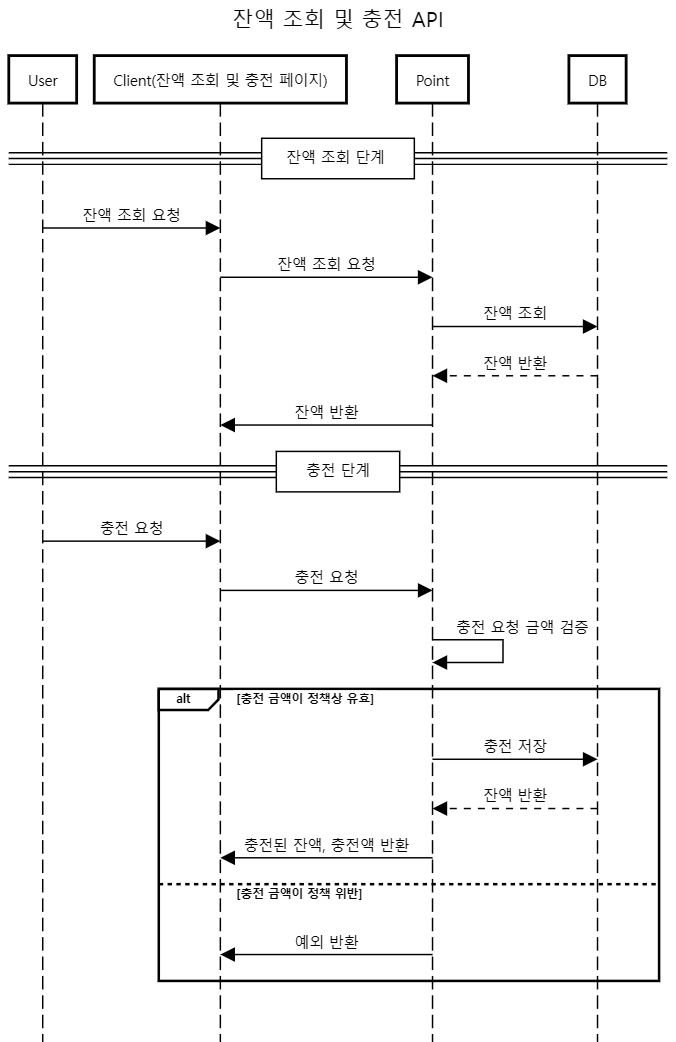 잔액 조회 및 충전 API
User
Client(잔액 조회 및 충전 페이지)
Point
DB
잔액 조회 단계
잔액 조회 요청
잔액 조회 요청
잔액 조회
잔액 반환
잔액 반환
충전 단계
충전 요청
충전 요청
충전 요청 금액 검증
alt
[충전 금액이 정책상 유효]
충전 저장
잔액 반환
충전된 잔액, 충전액 반환
[충전 금액이 정책 위반]
예외 반환